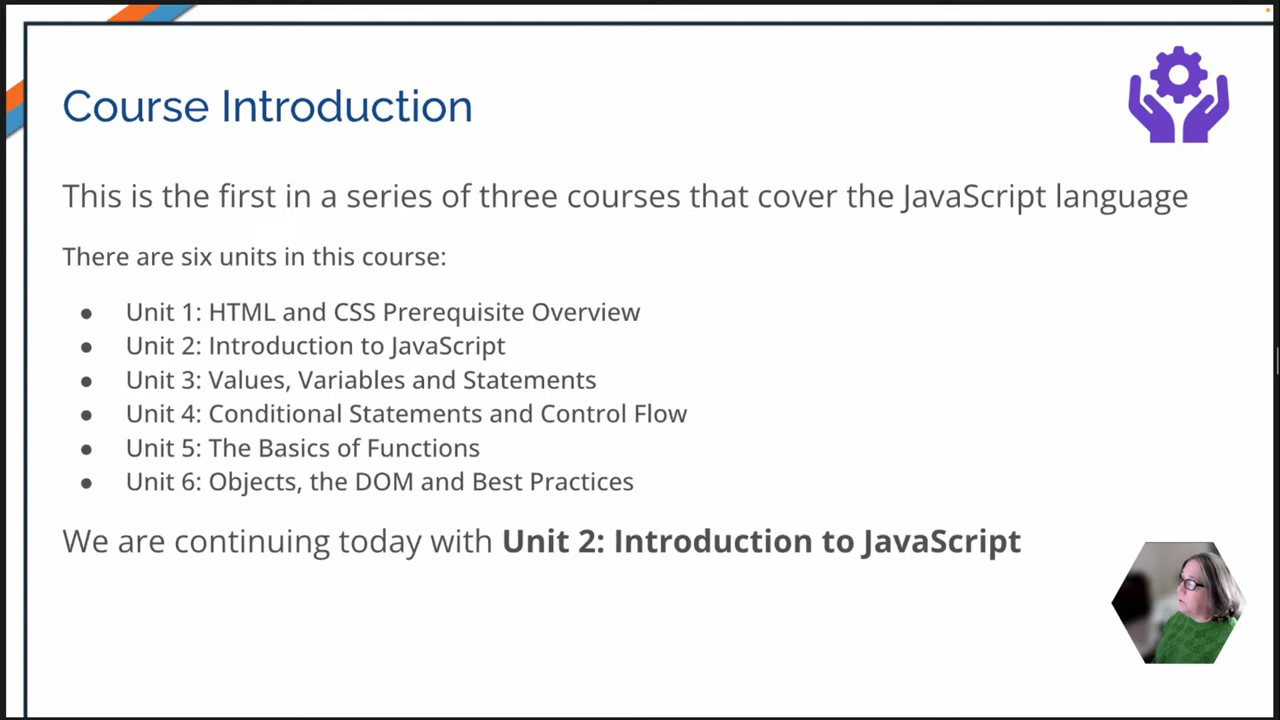 Course Introduction
This is the first in a series of three courses that cover the JavaScript language
There are six units in this course:
● Unit 1: HTML and CSS Prerequisite Overview
● Unit 2: Introduction to JavaScript
● Unit 3: Values, Variables and Statements
● Unit 4: Conditional Statements and Control Flow
● Unit 5: The Basics of Functions
● Unit 6: Objects, the DOM and Best Practices
We are continuing today with Unit 2: Introduction to JavaScript